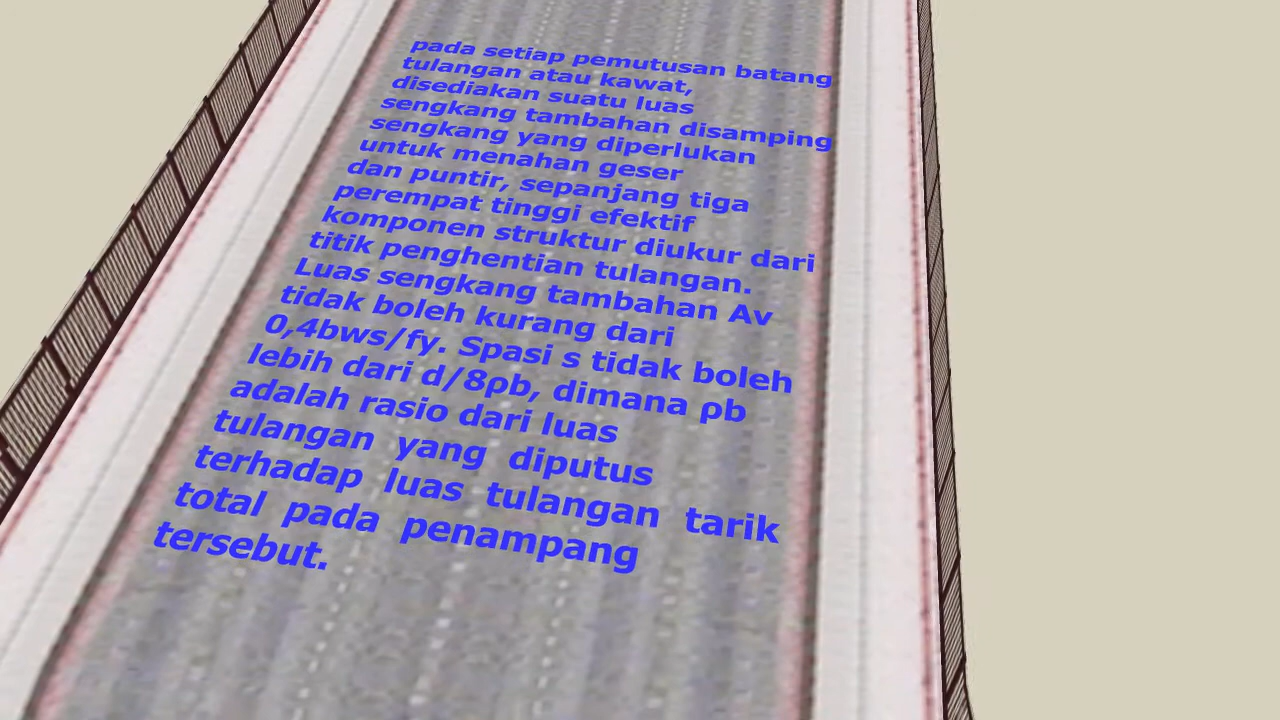 pada setiap pemutusan batang
tulangan atau kawat,
disediakan suatu luas
sengkang tambahan disamping
sengkang yang diperlukan
untuk menahan geser
dan puntir, sepanjang tiga
perempat tinggi efektif
komponen struktur diukur dari
titik penghentian tulangan.
Luas sengkang tambahan Av
tidak boleh kurang dari
0,4bws/fy. Spasi s tidak boleh
lebih dari d/8ρb, dimana ρb
adalah rasio dari luas
tulangan yang diputus
terhadap luas tulangan tarik
total pada penampang
tersebut.